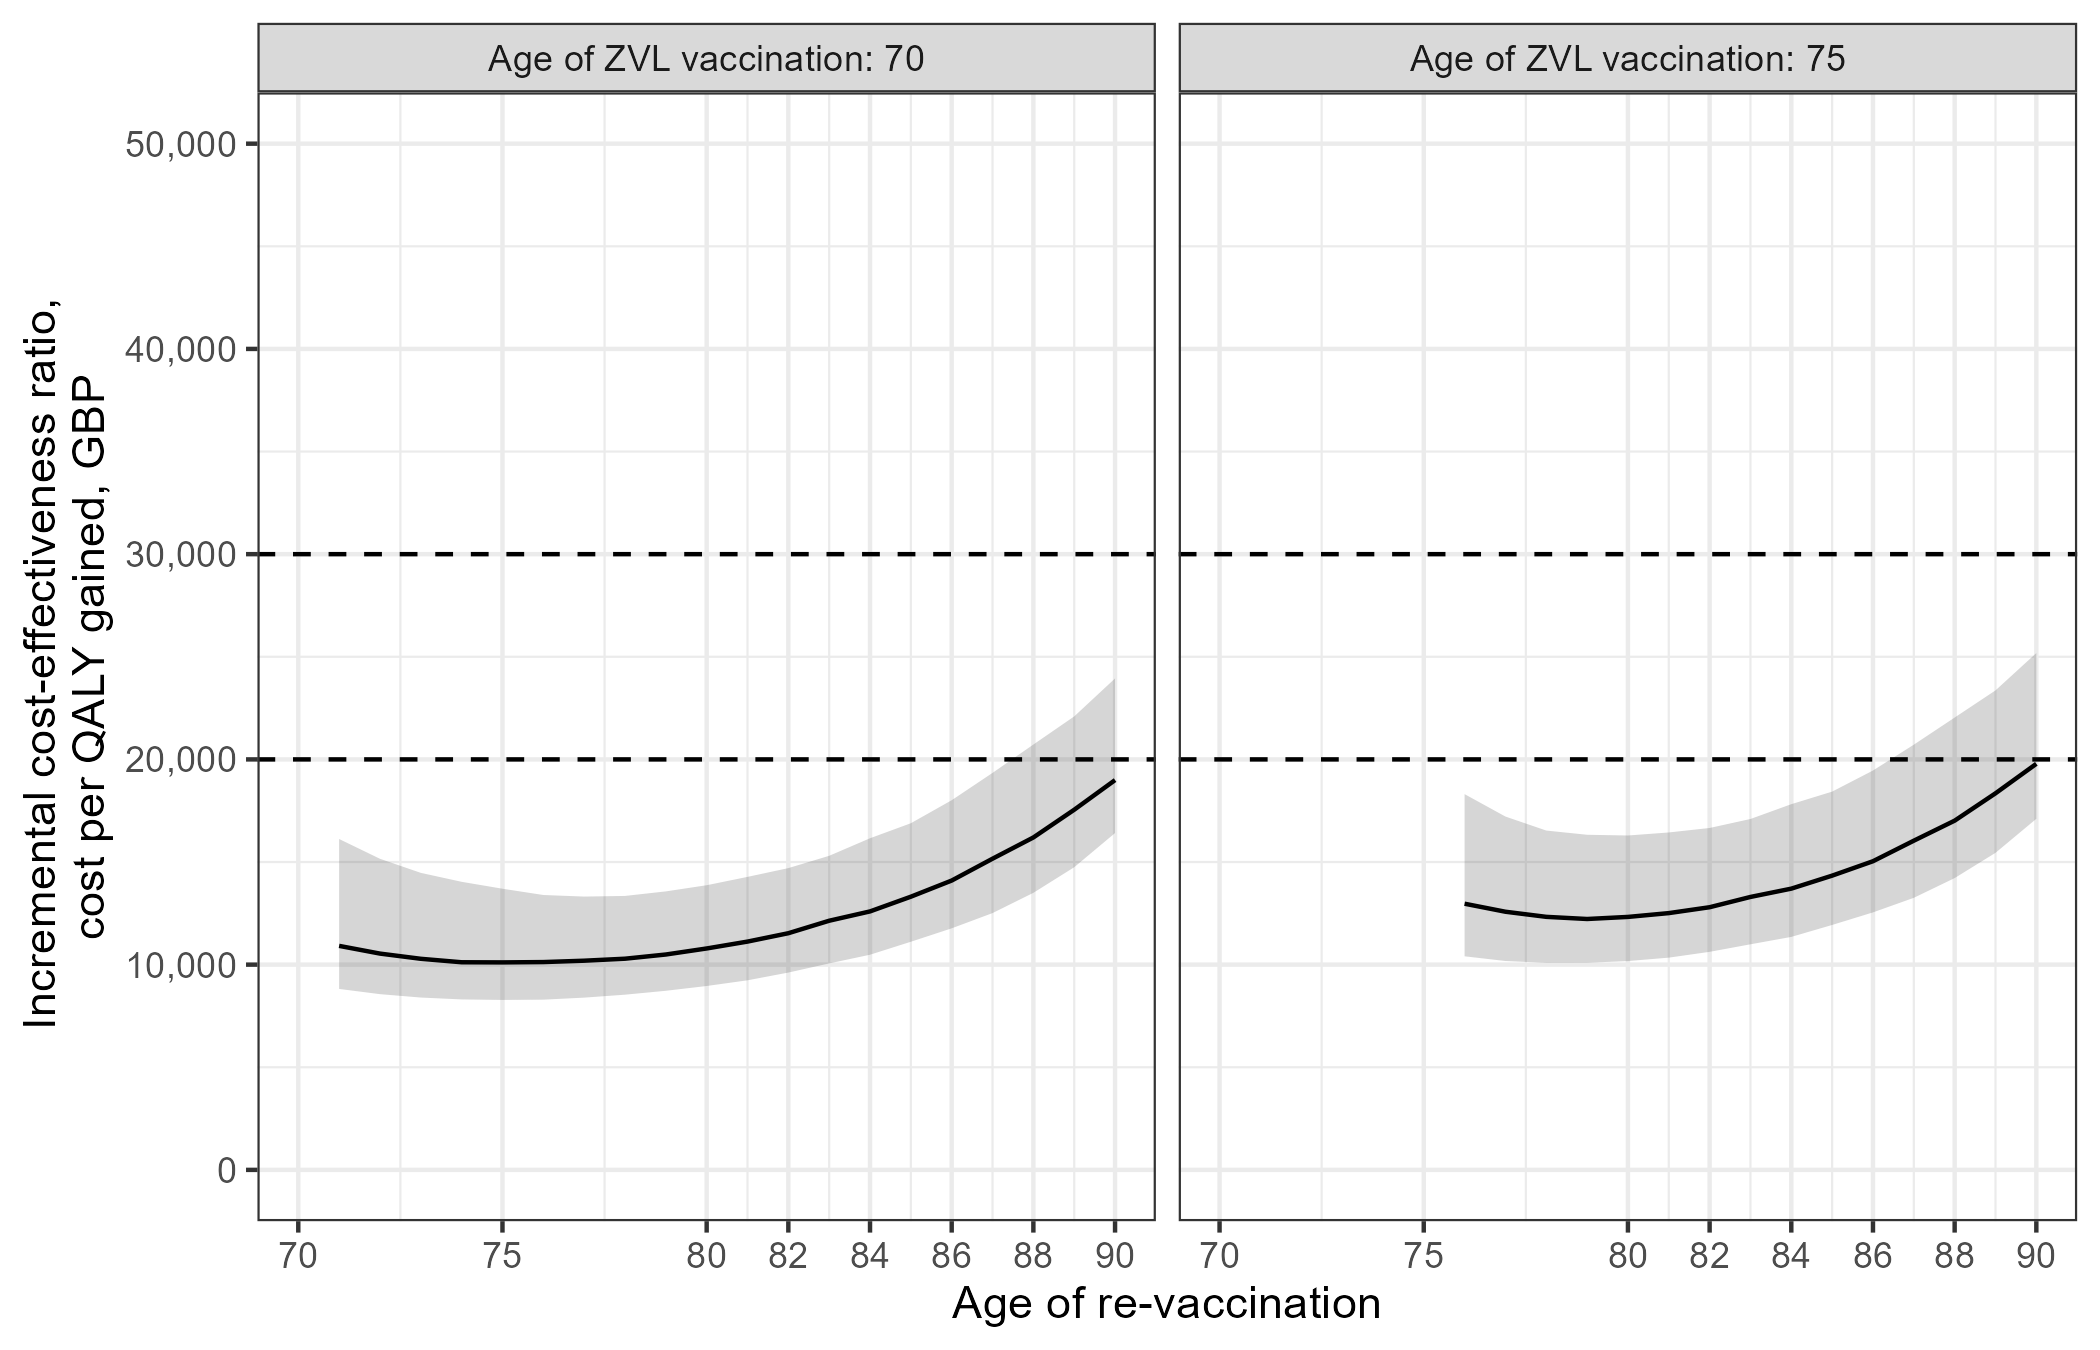 Age of ZVL vaccination: 70
Age of ZVL vaccination: 75
Incremental cost-effectiveness ratio,
cost per QALY gained, GBP
50,000
40,000
30,000
20,000
10,000
0
70 75 80 82 84 86 88 90
70 75 80 82 84 86 88 90
Age of re-vaccination